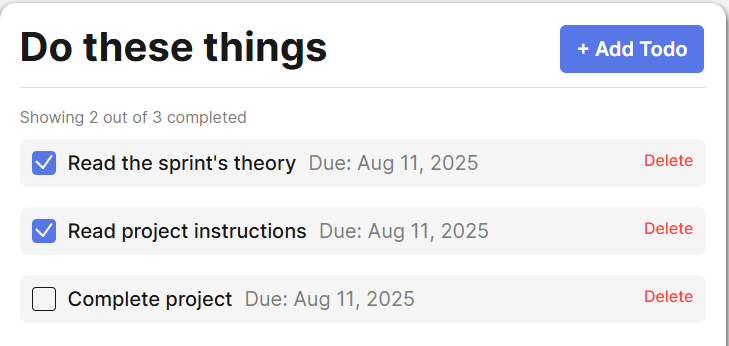 Do these things
+ Add Todo
Showing 2 out of 3 completed
Read the sprint's theory Due: Aug 11, 2025 Delete
Read project instructions Due: Aug 11, 2025 Delete
Complete project Due: Aug 11, 2025 Delete